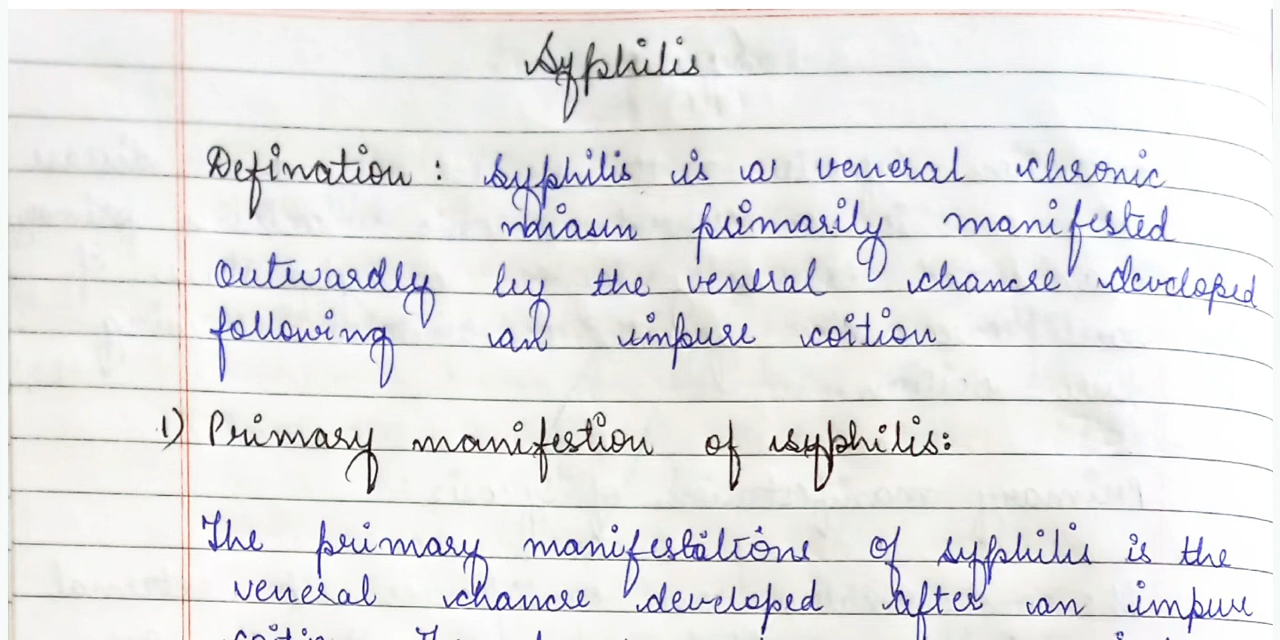 Syphilis
Defination : Syphilis is a veneral chronic
primarily manifested
outwardly by the veneral chancre developed
following an impure coition
1) Primary manifestion of syphilis:
The primary manifestations of syphilis is the
veneral chancre developed after an impure